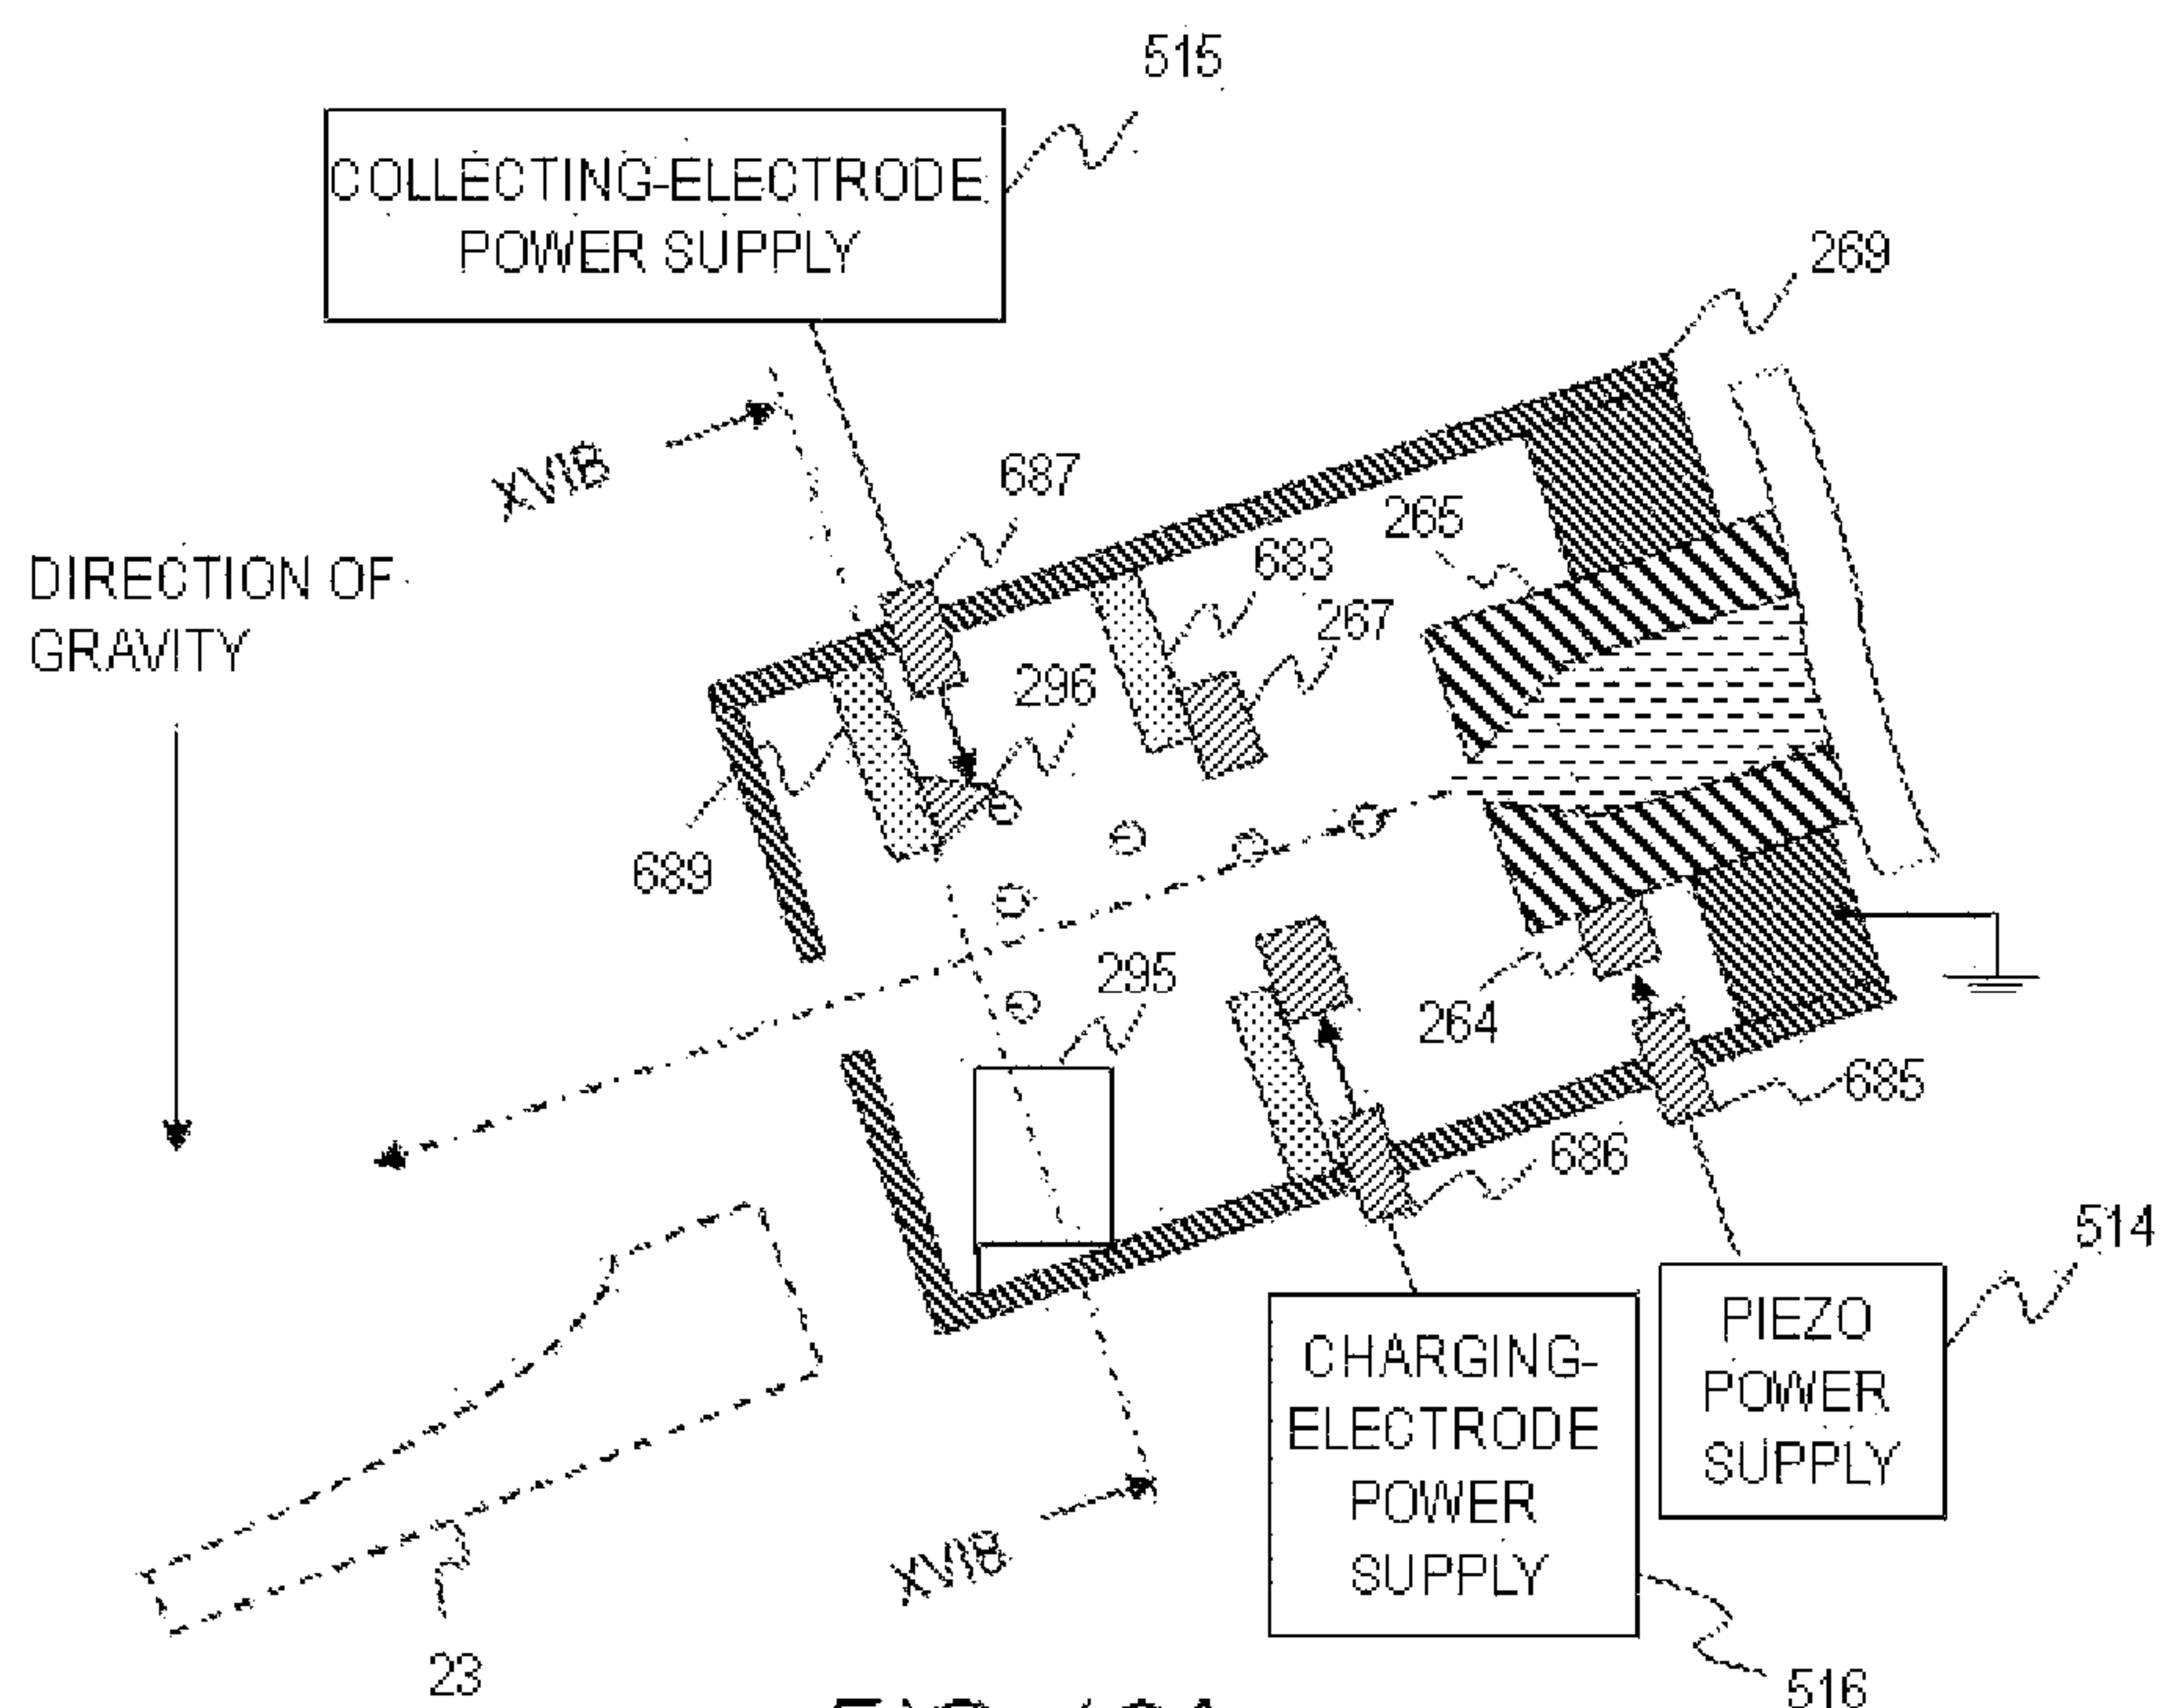 515
COLLECTING-ELECTRODE
POWER SUPPLY
269
XVIB
687
265
683
DIRECTION OF
GRAVITY
267
296
689
295
264
685
686
514
PIEZO
POWER
SUPPLY
CHARGING-
ELECTRODE
POWER
SUPPLY
XVIB
23
516